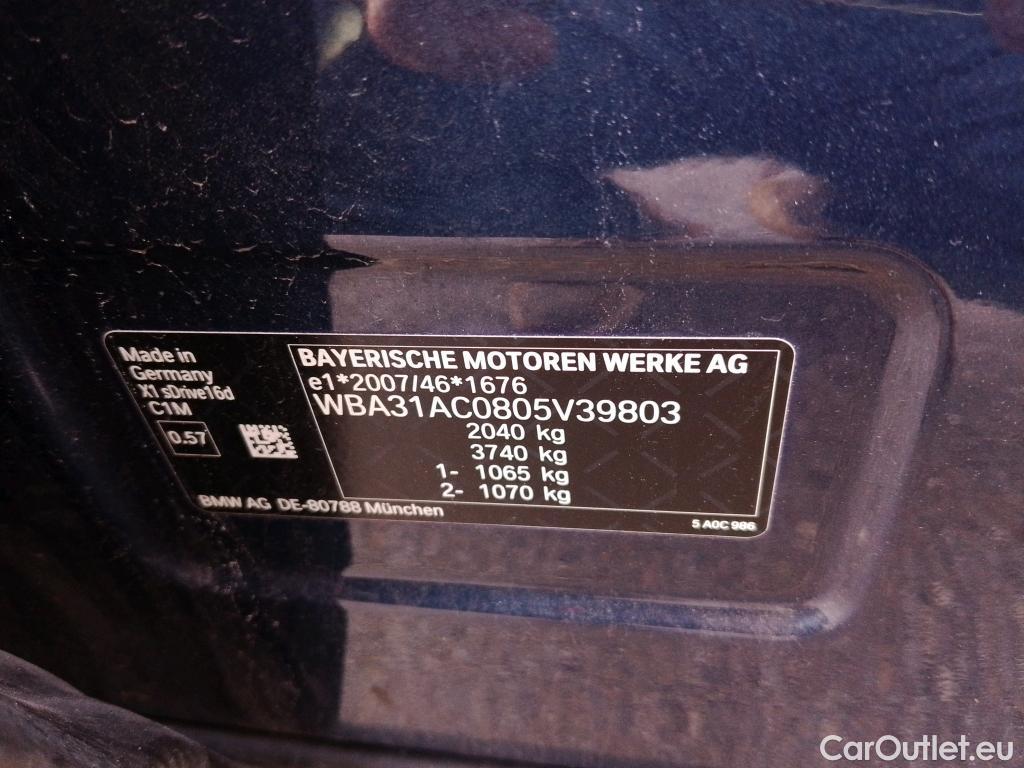 Made in
Germany
X1 sDrive16d
C1M
0.57
BAYERISCHE MOTOREN WERKE AG
e1*2007/46*1676
WBA31AC0805V39803
2040 kg
3740 kg
1- 1065 kg
2- 1070 kg
BMW AG DE-80788 München
5 A0C 986
CarOutlet.eu